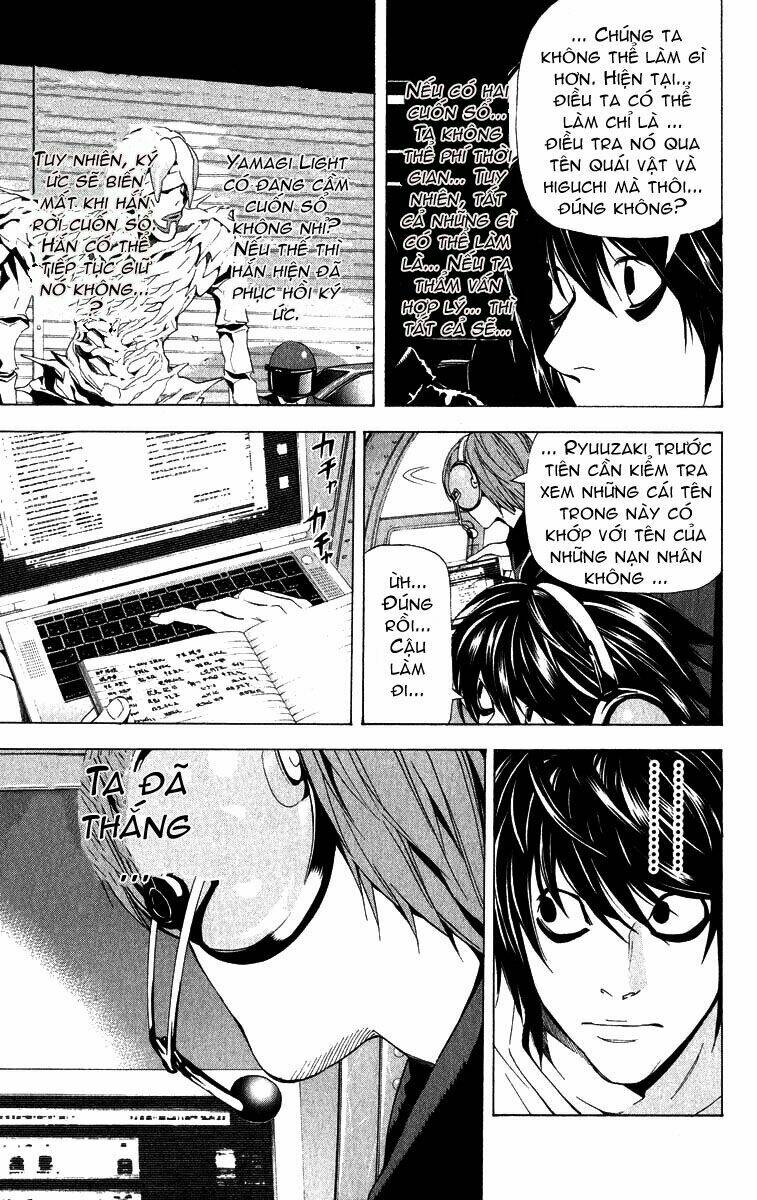 ... CHÚNG TA
KHÔNG THỂ LÀM GÌ
HƠN. HIỆN TẠI...
ĐIỀU TA CÓ THỂ
LÀM CHỈ LÀ ...
ĐIỀU TRA NÓ QUA
TÊN QUÁI VẬT VÀ
HIGUCHI MÀ THÔI...
ĐÚNG KHÔNG?
NẾU CÓ HAI
CUỐN SỔ...
TA KHÔNG
THỂ PHÍ THỜI
GIAN... TUY
NHIÊN, TẤT
CẢ NHỮNG GÌ
CÓ THỂ LÀM
LÀ... NẾU TA
THẨM VẤN
HỢP LÝ... THÌ
TẤT CẢ SẼ...
YAMAGI LIGHT
CÓ ĐANG CẦM
CUỐN SỔ
KHÔNG NHỈ?
NẾU THẾ THÌ
HẮN HIỆN ĐÃ
PHỤC HỒI KÝ
ỨC.
TUY NHIÊN, KÝ
ỨC SẼ BIẾN
MẤT KHI HẮN
RỜI CUỐN SỔ
HẮN CÓ THỂ
TIẾP TỤC GIỮ
NÓ KHÔNG...
?
... RYUUZAKI TRƯỚC
TIÊN CẦN KIỂM TRA
XEM NHỮNG CÁI TÊN
TRONG NÀY CÓ
KHỚP VỚI TÊN CỦA
NHỮNG NẠN NHÂN
KHÔNG ...
ỪH...
ĐÚNG
RỒI...
CẬU
LÀM
ĐI...
カチャ
カチャ
!!
TA ĐÃ
THẮNG
...